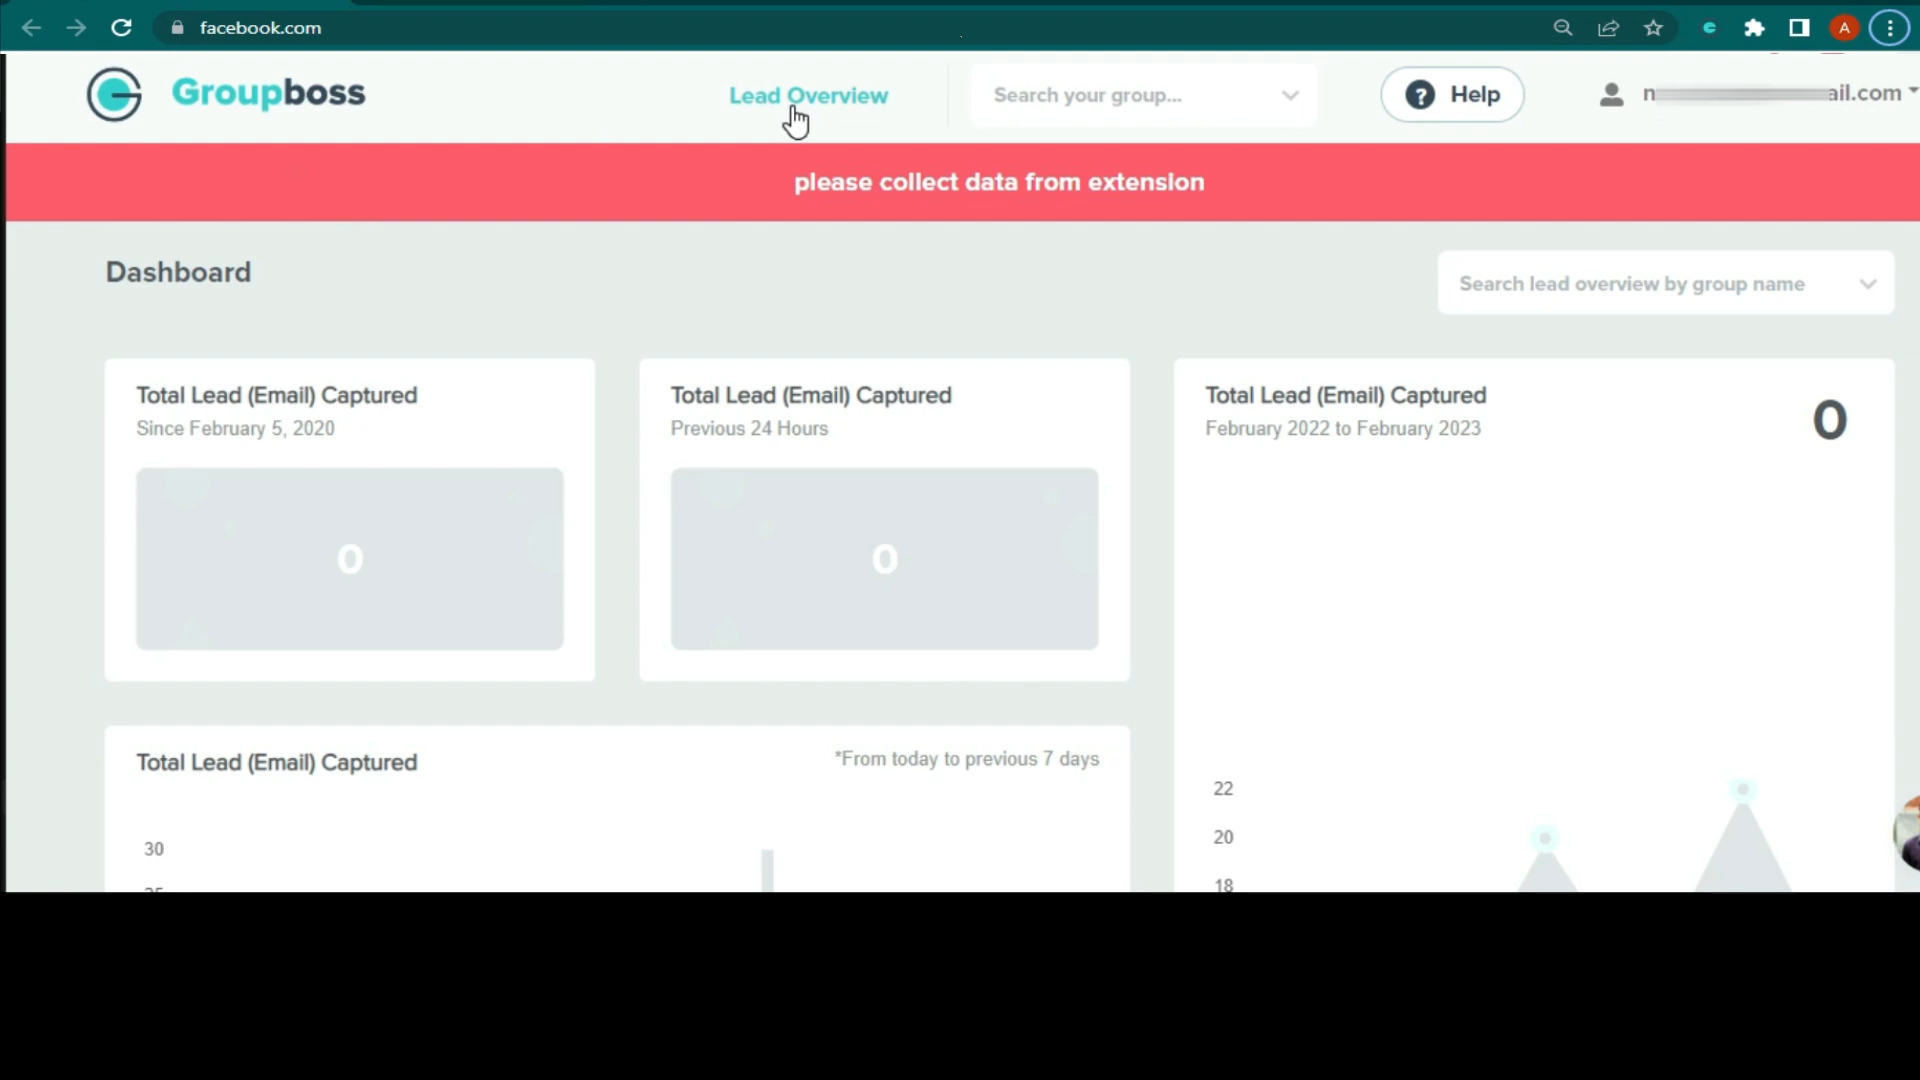 facebook.com
A
Groupboss
Lead Overview
Search your group...
? Help
ail.com
please collect data from extension
Dashboard
Search lead overview by group name
Total Lead (Email) Captured
Since February 5, 2020
0
Total Lead (Email) Captured
Previous 24 Hours
0
Total Lead (Email) Captured
February 2022 to February 2023
0
Total Lead (Email) Captured
*From today to previous 7 days
30
22
20
18